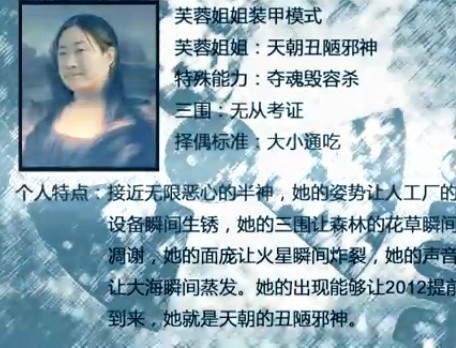 芙蓉姐姐装甲模式
芙蓉姐姐：天朝丑陋邪神
特殊能力：夺魂毁容杀
三围：无从考证
择偶标准：大小通吃
个人特点：接近无限恶心的半神，她的姿势让人工厂的
设备瞬间生锈，她的三围让森林的花草瞬间
凋谢，她的面庞让火星瞬间炸裂，她的声音
让大海瞬间蒸发。她的出现能够让2012提前
到来，她就是天朝的丑陋邪神。